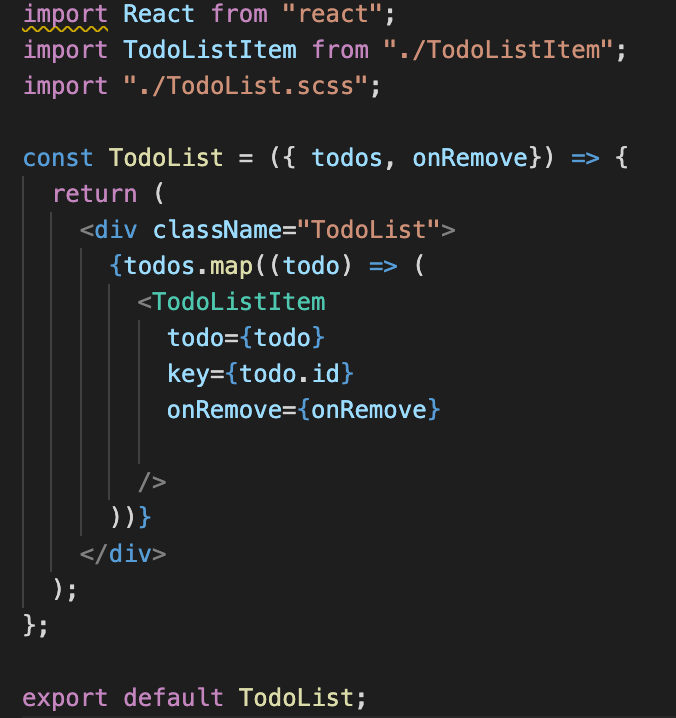 import React from "react";
import TodoListItem from "./TodoListItem";
import "./TodoList.scss";
const TodoList = ({ todos, onRemove}) => {
return (
<div className="TodoList">
{todos.map((todo) => (
<TodoListItem
todo={todo}
key={todo.id}
onRemove={onRemove}
/>
))}
</div>
);
};
export default TodoList;